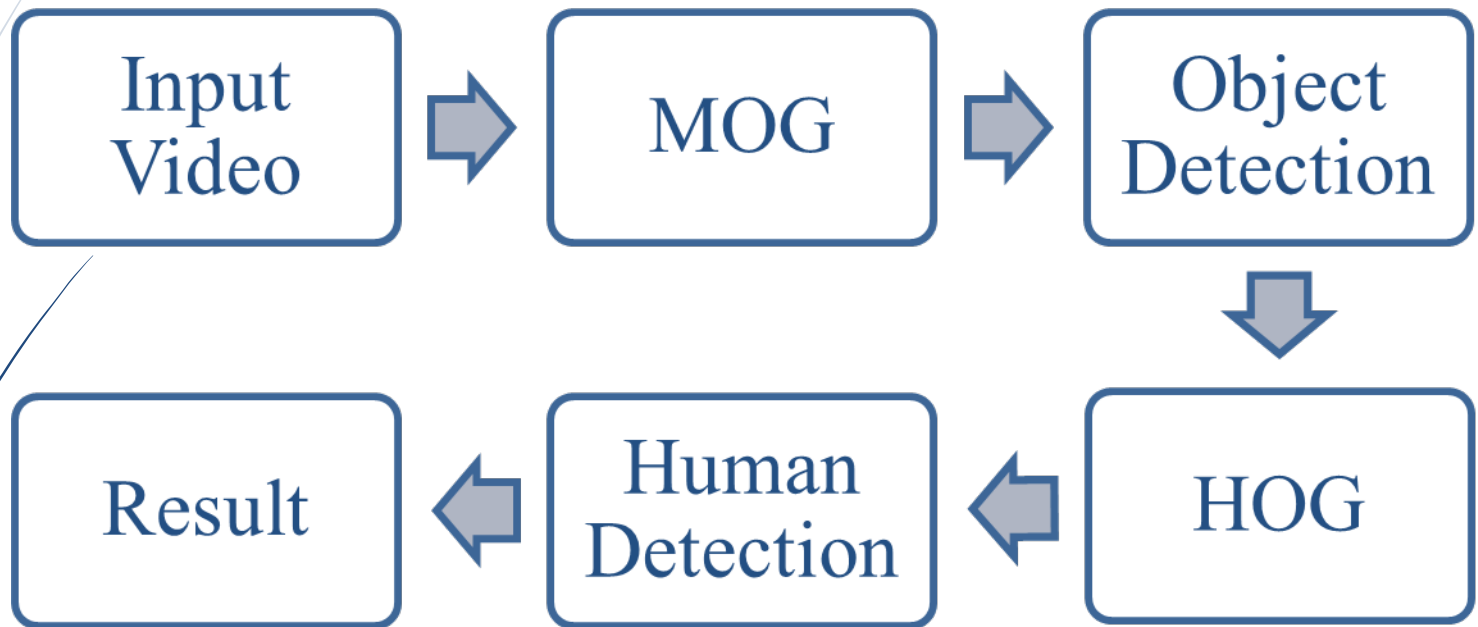 Input
Video
MOG
Object
Detection
HOG
Human
Detection
Result